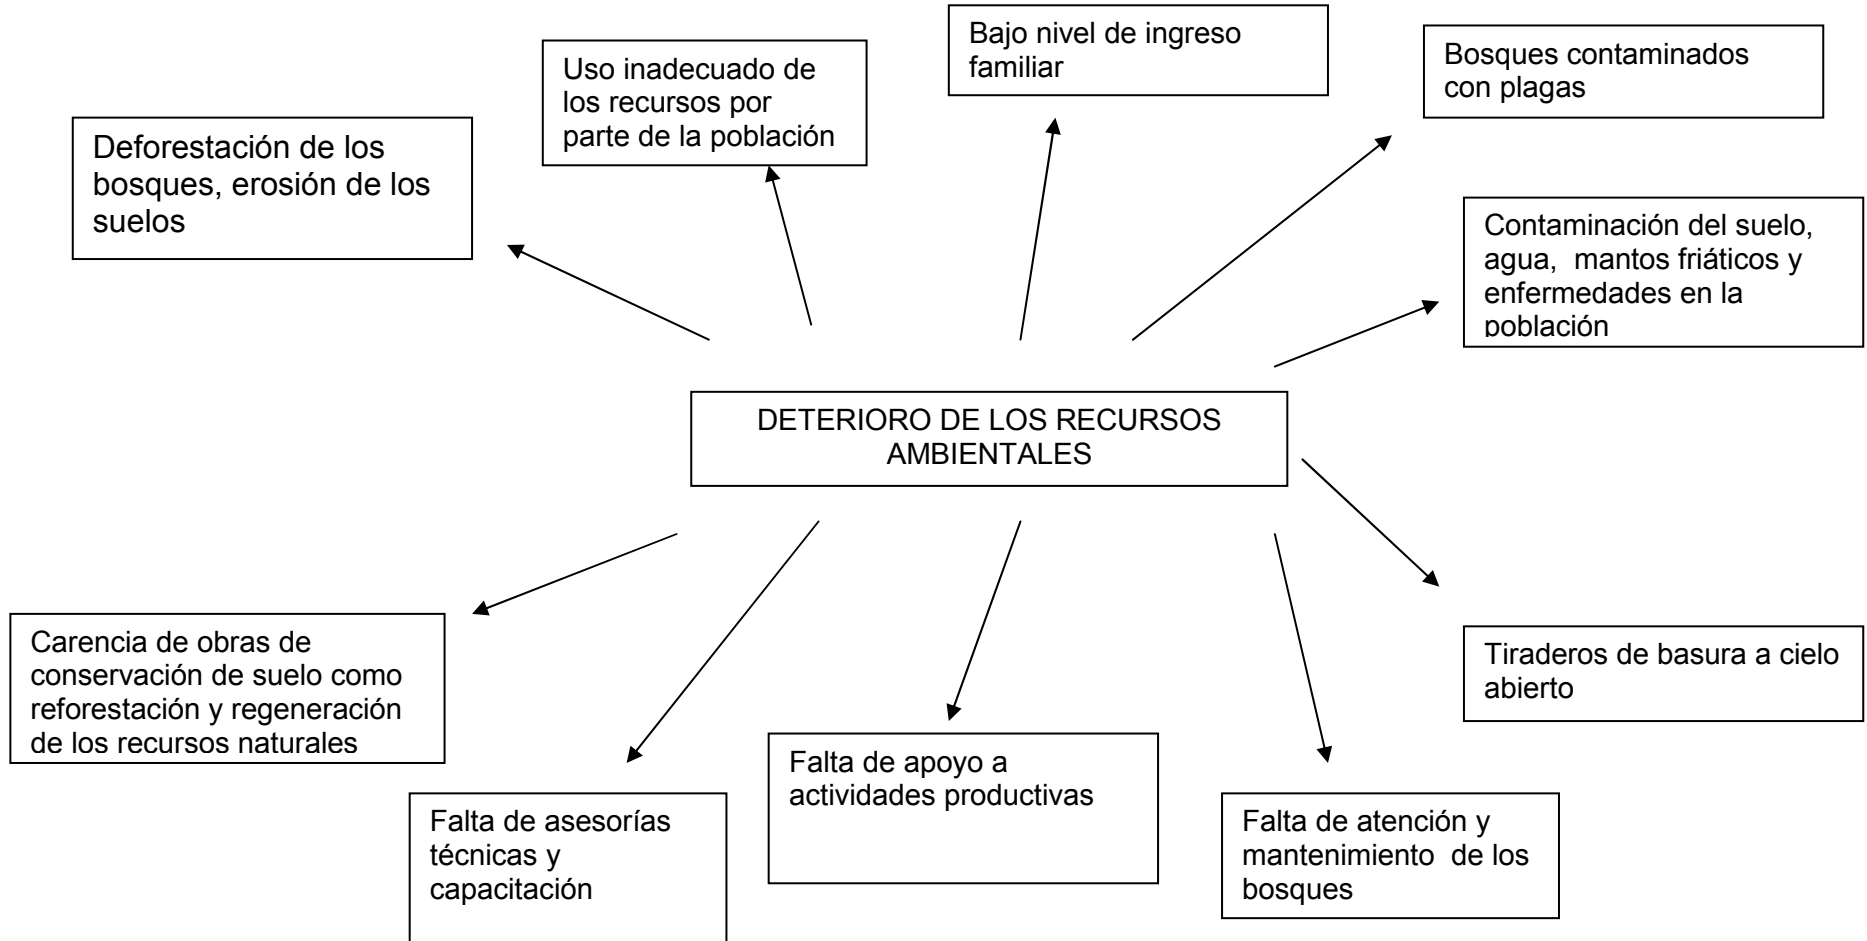 Bajo nivel de ingreso
familiar
Uso inadecuado de
los recursos por
parte de la población
Bosques contaminados
con plagas
Deforestación de los
bosques, erosión de los
suelos
Contaminación del suelo,
agua,  mantos friáticos y
enfermedades en la
población
DETERIORO DE LOS RECURSOS
AMBIENTALES
Carencia de obras de
conservación de suelo como
reforestación y regeneración
de los recursos naturales
Tiraderos de basura a cielo
abierto
Falta de apoyo a
actividades productivas
Falta de asesorías
técnicas y
capacitación
Falta de atención y
mantenimiento  de los
bosques